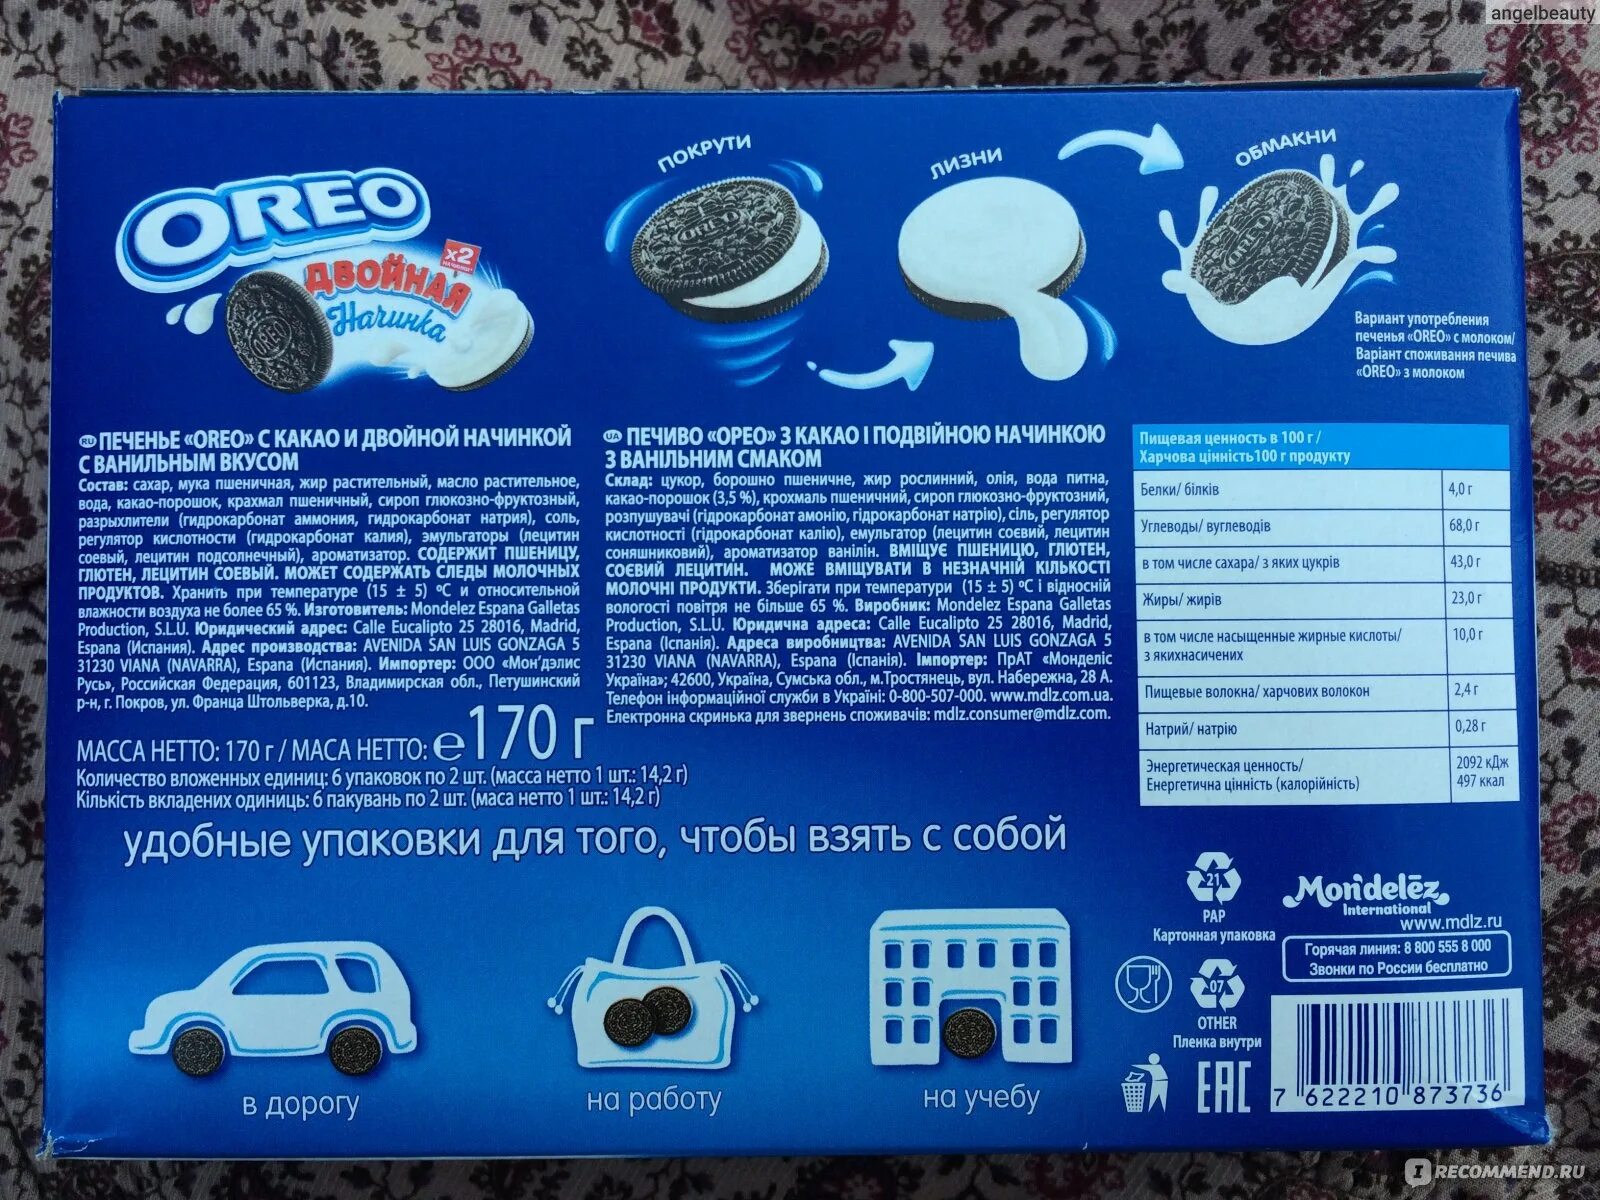 angelbeauty
OREO
x2
НАЧИНКИ*
ДВОЙНАЯ
Начинка
OREO
ПОКРУТИ
OREO
ЛИЗНИ
ОБМАКНИ
OREO
Вариант употребления
печенья «OREO» с молоком/
Варіант споживання печива
«OREO» з молоком
RU ПЕЧЕНЬЕ «OREO» С КАКАО И ДВОЙНОЙ НАЧИНКОЙ
С ВАНИЛЬНЫМ ВКУСОМ
Состав: сахар, мука пшеничная, жир растительный, масло растительное,
вода, какао-порошок, крахмал пшеничный, сироп глюкозно-фруктозный,
разрыхлители (гидрокарбонат аммония, гидрокарбонат натрия), соль,
регулятор кислотности (гидрокарбонат калия), эмульгаторы (лецитин
соевый, лецитин подсолнечный), ароматизатор. СОДЕРЖИТ ПШЕНИЦУ,
ГЛЮТЕН, ЛЕЦИТИН СОЕВЫЙ. МОЖЕТ СОДЕРЖАТЬ СЛЕДЫ МОЛОЧНЫХ
ПРОДУКТОВ. Хранить при температуре (15 ± 5) ºС и относительной
влажности воздуха не более 65 %. Изготовитель: Mondelez Espana Galletas
Production, S.L.U. Юридический адрес: Calle Eucalipto 25 28016, Madrid,
Espana (Испания). Адрес производства: AVENIDA SAN LUIS GONZAGA 5
31230 VIANA (NAVARRA), Espana (Испания). Импортер: ООО «Мон'дэлис
Русь», Российская Федерация, 601123, Владимирская обл., Петушинский
р-н, г. Покров, ул. Франца Штольверка, д.10.
UA ПЕЧИВО «ОРЕО» З КАКАО І ПОДВІЙНОЮ НАЧИНКОЮ
З ВАНІЛЬНИМ СМАКОМ
Склад: цукор, борошно пшеничне, жир рослинний, олія, вода питна,
какао-порошок (3,5 %), крохмаль пшеничний, сироп глюкозно-фруктозний,
розпушувачі (гідрокарбонат амонію, гідрокарбонат натрію), сіль, регулятор
кислотності (гідрокарбонат калію), емульгатор (лецитин соєвий, лецитин
соняшниковий), ароматизатор ванілін. ВМІЩУЄ ПШЕНИЦЮ, ГЛЮТЕН,
СОЄВИЙ ЛЕЦИТИН. МОЖЕ ВМІЩУВАТИ В НЕЗНАЧНІЙ КІЛЬКОСТІ
МОЛОЧНІ ПРОДУКТИ. Зберігати при температури (15 ± 5) ºС і відносній
вологості повітря не більше 65 %. Виробник: Mondelez Espana Galletas
Production, S.L.U. Юридична адреса: Calle Eucalipto 25 28016, Madrid,
Espana (Іспанія). Адреса виробництва: AVENIDA SAN LUIS GONZAGA 5
31230 VIANA (NAVARRA), Espana (Іспанія). Імпортер: ПрАТ «Монделіс
Україна»; 42600, Україна, Сумська обл., м.Тростянець, вул. Набережна, 28 А.
Телефон інформаційної служби в Україні: 0-800-507-000. www.mdlz.com.ua.
Електронна скринька для звернень споживачів: mdlz.consumer@mdlz.com.
Пищевая ценность в 100 г /
Харчова цінність100 г продукту
Белки/ білків 4,0 г
Углеводы/ вуглеводів 68,0 г
в том числе сахара/ з яких цукрів 43,0 г
Жиры/ жирів 23,0 г
в том числе насыщенные жирные кислоты/ 10,0 г
з якихнасичених
Пищевые волокна/ харчових волокон 2,4 г
Натрий/ натрію 0,28 г
Энергетическая ценность/ 2092 кДж
Енергетична цінність (калорійність) 497 ккал
МАССА НЕТТО: 170 г / МАСА НЕТТО: ℮170 г
Количество вложенных единиц: 6 упаковок по 2 шт. (масса нетто 1 шт.: 14,2 г)
Кількість вкладених одиниць: 6 пакувань по 2 шт. (маса нетто 1 шт.: 14,2 г)
удобные упаковки для того, чтобы взять с собой
в дорогу
на работу
на учебу
21
PAP
Картонная упаковка
07
OTHER
Пленка внутри
EAC
Mondelēz
International
www.mdlz.ru
Горячая линия: 8 800 555 8 000
Звонки по России бесплатно
7 622210 873736
IRECOMMEND.RU